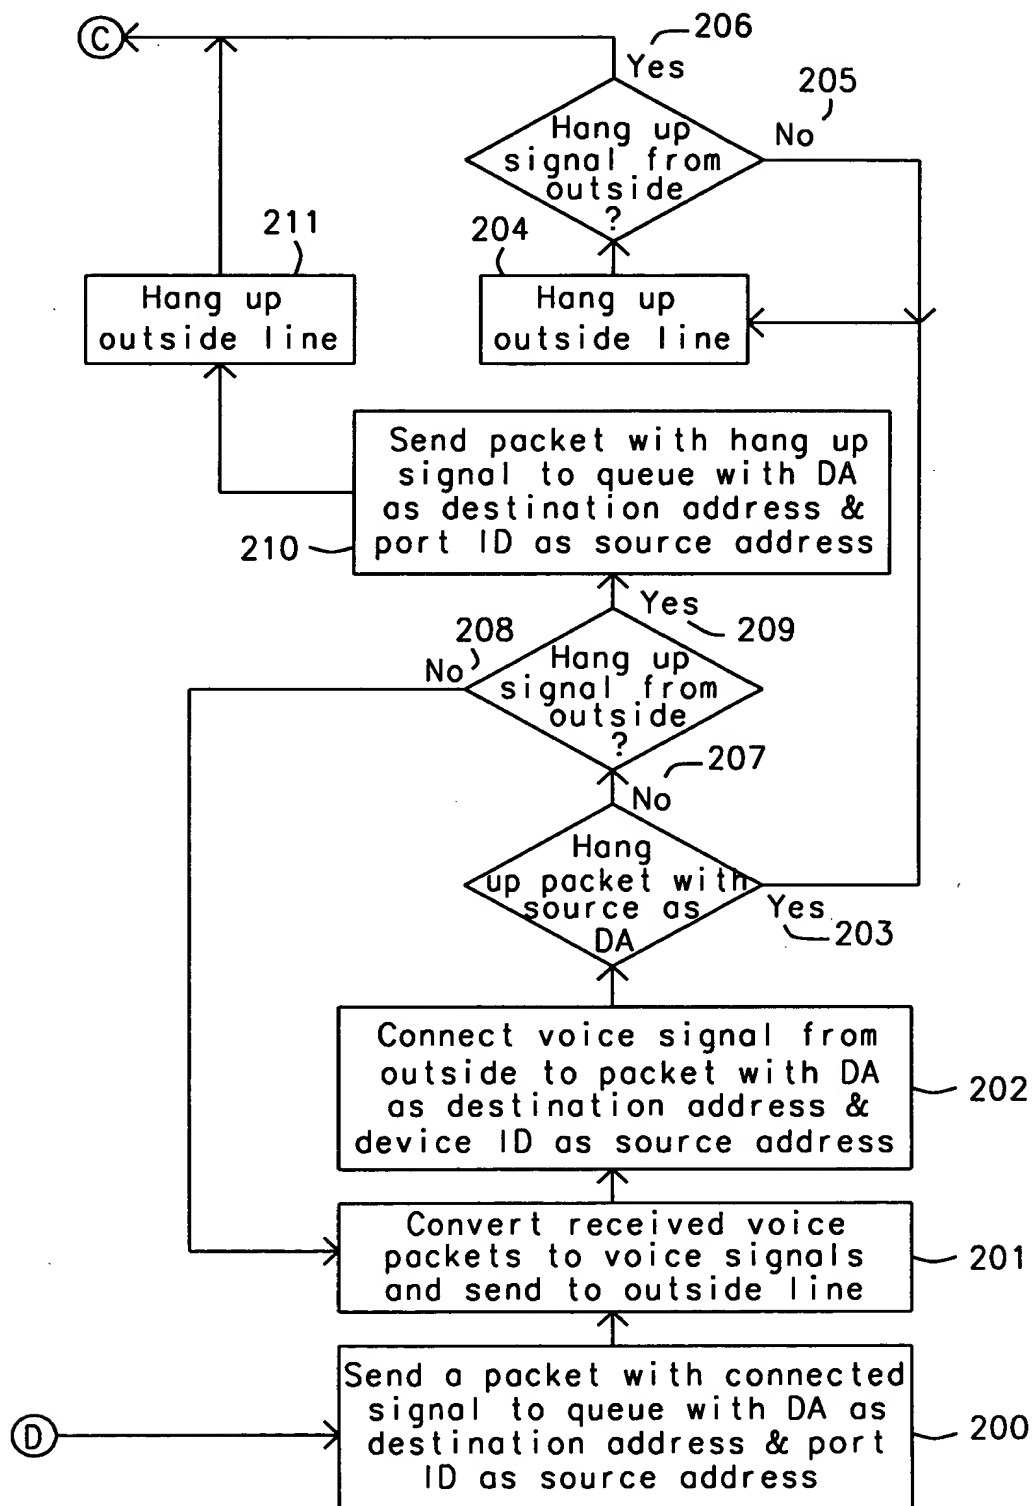 C
206
Yes
205
No
Hang up
signal from
outside
?
211
204
Hang up
outside line
Hang up
outside line
Send packet with hang up
signal to queue with DA
as destination address &
port ID as source address
210
Yes
209
208
No
Hang up
signal from
outside
?
207
No
Hang
up packet with
source as
DA
Yes
203
Connect voice signal from
outside to packet with DA
as destination address &
device ID as source address
202
Convert received voice
packets to voice signals
and send to outside line
201
Send a packet with connected
signal to queue with DA as
destination address & port
ID as source address
200
D